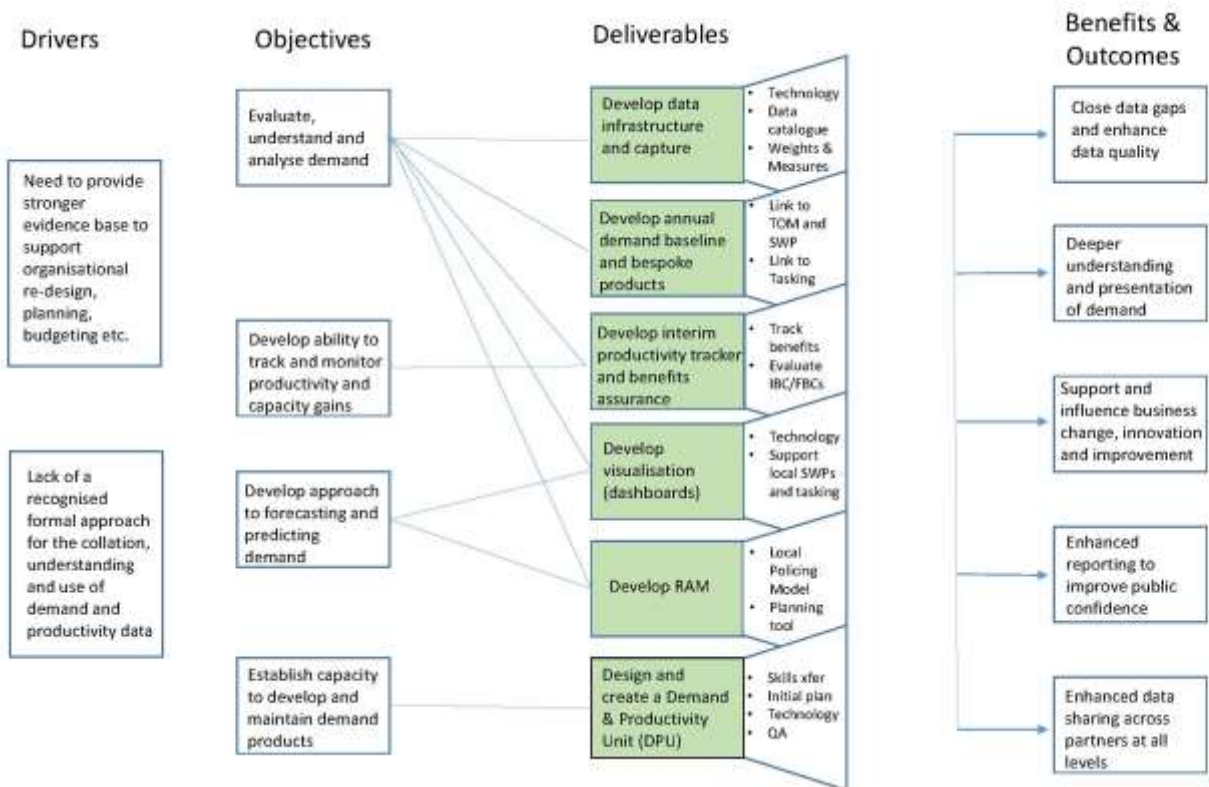 Drivers
Need to provide
stronger
evidence base to
support
organisational
re-design,
planning,
budgeting etc.
Lack of a
recognised
formal approach
for the collation,
understanding
and use of
demand and
productivity data
Objectives
Evaluate,
understand and
analyse demand
Develop ability to
track and monitor
productivity and
capacity gains
Develop approach
to forecasting and
predicting
demand
Establish capacity
to develop and
maintain demand
products
Deliverables
Develop data
infrastructure
and capture
• Technology
• Data
catalogue
• Weights &
Measures
Develop annual
demand baseline
and bespoke
products
• Link to
TOM and
SWP
• Link to
Tasking
Develop interim
productivity tracker
and benefits
assurance
• Track
benefits
• Evaluate
IBC/FBCs
Develop
visualisation
(dashboards)
• Technology
• Support
local SWPs
and tasking
Develop RAM
• Local
Policing
Model
• Planning
tool
Design and
create a Demand
& Productivity
Unit (DPU)
• Skills xfer
• Initial plan
• Technology
• QA
Benefits &
Outcomes
Close data gaps
and enhance
data quality
Deeper
understanding
and presentation
of demand
Support and
influence business
change, innovation
and improvement
Enhanced
reporting to
improve public
confidence
Enhanced data
sharing across
partners at all
levels